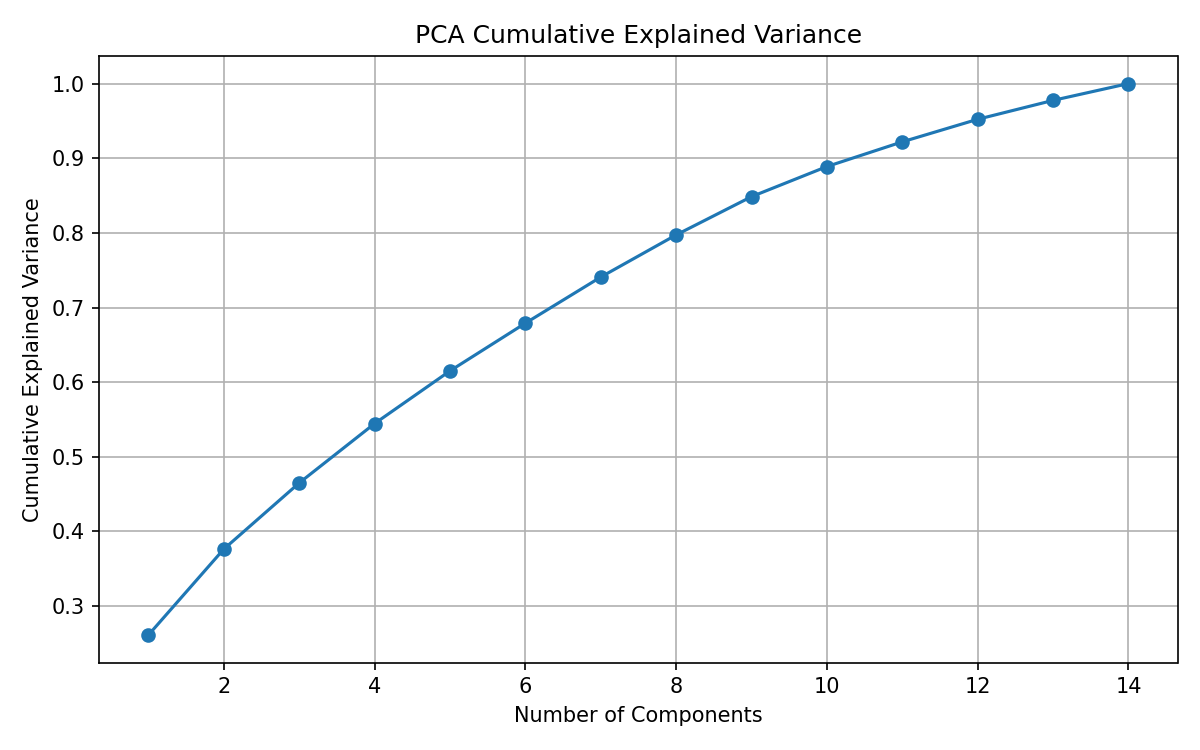 PCA Cumulative Explained Variance
1.0
0.9
0.8
0.7
0.6
0.5
0.4
0.3
Cumulative Explained Variance
2 4 6 8 10 12 14
Number of Components